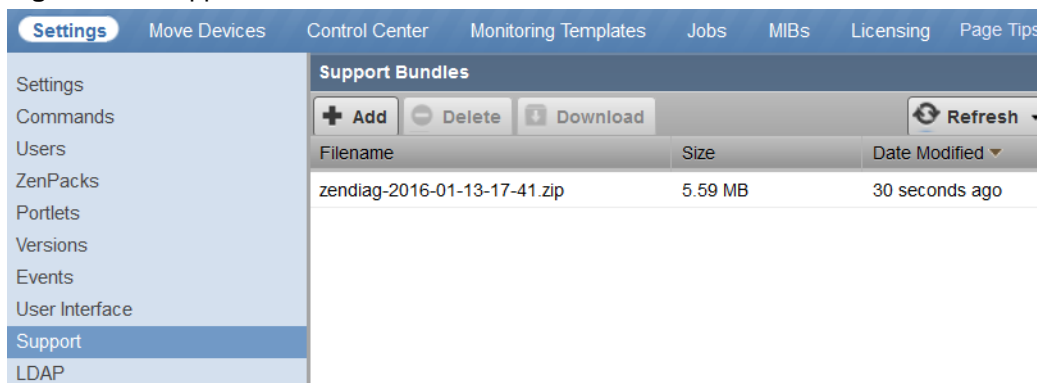 Settings Move Devices Control Center Monitoring Templates Jobs MIBs Licensing Page Tips
Settings
Commands
Users
ZenPacks
Portlets
Versions
Events
User Interface
Support
LDAP
Support Bundles
Add Delete Download Refresh
Filename Size Date Modified
zendiag-2016-01-13-17-41.zip 5.59 MB 30 seconds ago